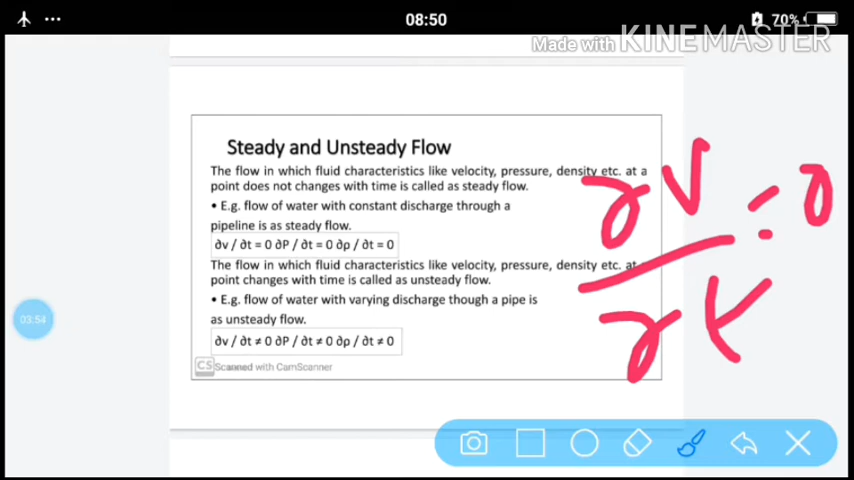 08:50
70%
Made with KINEMASTER
Steady and Unsteady Flow
The flow in which fluid characteristics like velocity, pressure, density etc. at a
point does not changes with time is called as steady flow.
• E.g. flow of water with constant discharge through a
pipeline is as steady flow.
∂v / ∂t = 0 ∂P / ∂t = 0 ∂ρ / ∂t = 0
The flow in which fluid characteristics like velocity, pressure, density etc. at a
point changes with time is called as unsteady flow.
• E.g. flow of water with varying discharge though a pipe is
as unsteady flow.
∂v / ∂t ≠ 0 ∂P / ∂t ≠ 0 ∂ρ / ∂t ≠ 0
CS Scanned with CamScanner
∂V
= 0
∂t
03:54